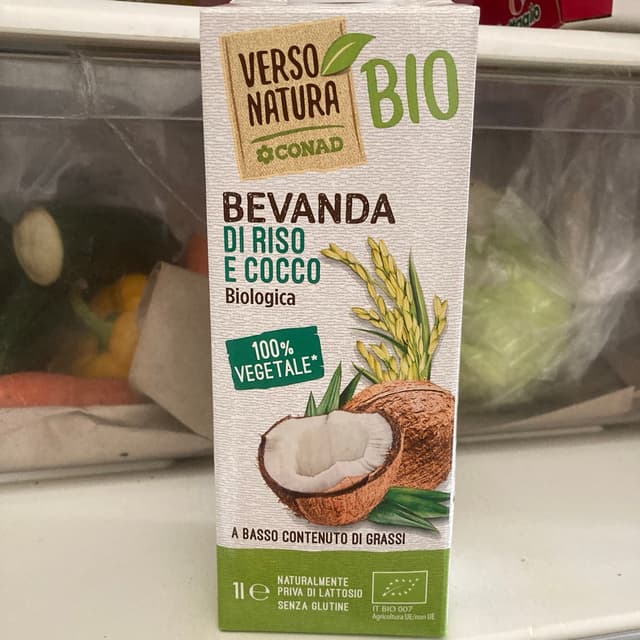 VERSO
NATURA
CONAD
BIO
BEVANDA
DI RISO
E COCCO
Biologica
100%
VEGETALE*
A BASSO CONTENUTO DI GRASSI
1l e
NATURALMENTE
PRIVA DI LATTOSIO
SENZA GLUTINE
IT BIO 007
Agricoltura UE/non UE